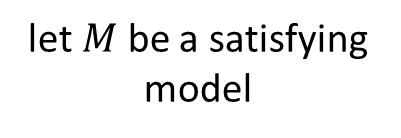 let M be a satisfying
model